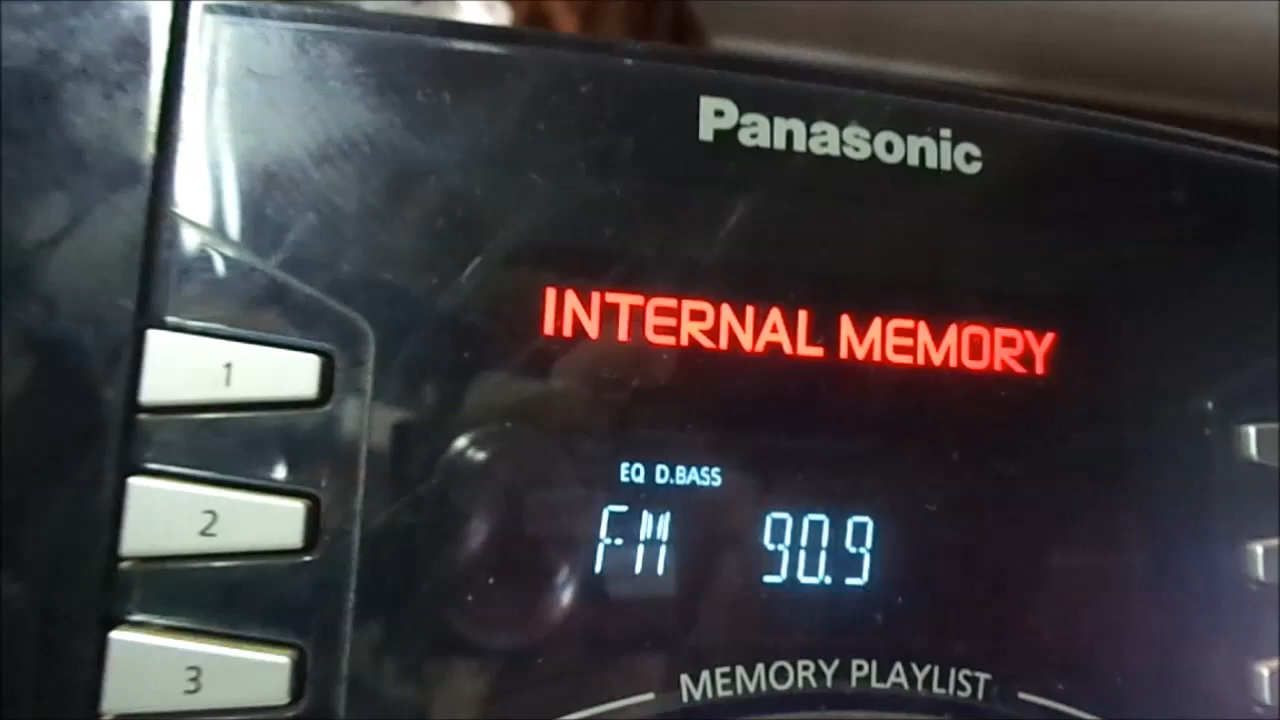 Panasonic
INTERNAL MEMORY
1
EQ D.BASS
2
FM 90.9
3
MEMORY PLAYLIST